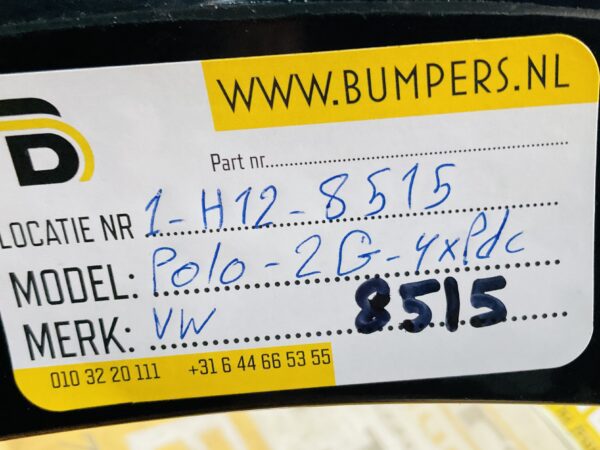 WWW.BUMPERS.NL
B
Part nr.
LOCATIE NR 1-H12-8515
MODEL: Polo-2G-4xPdc
MERK: VW 8515
010 32 20 111 +31 6 44 66 53 55